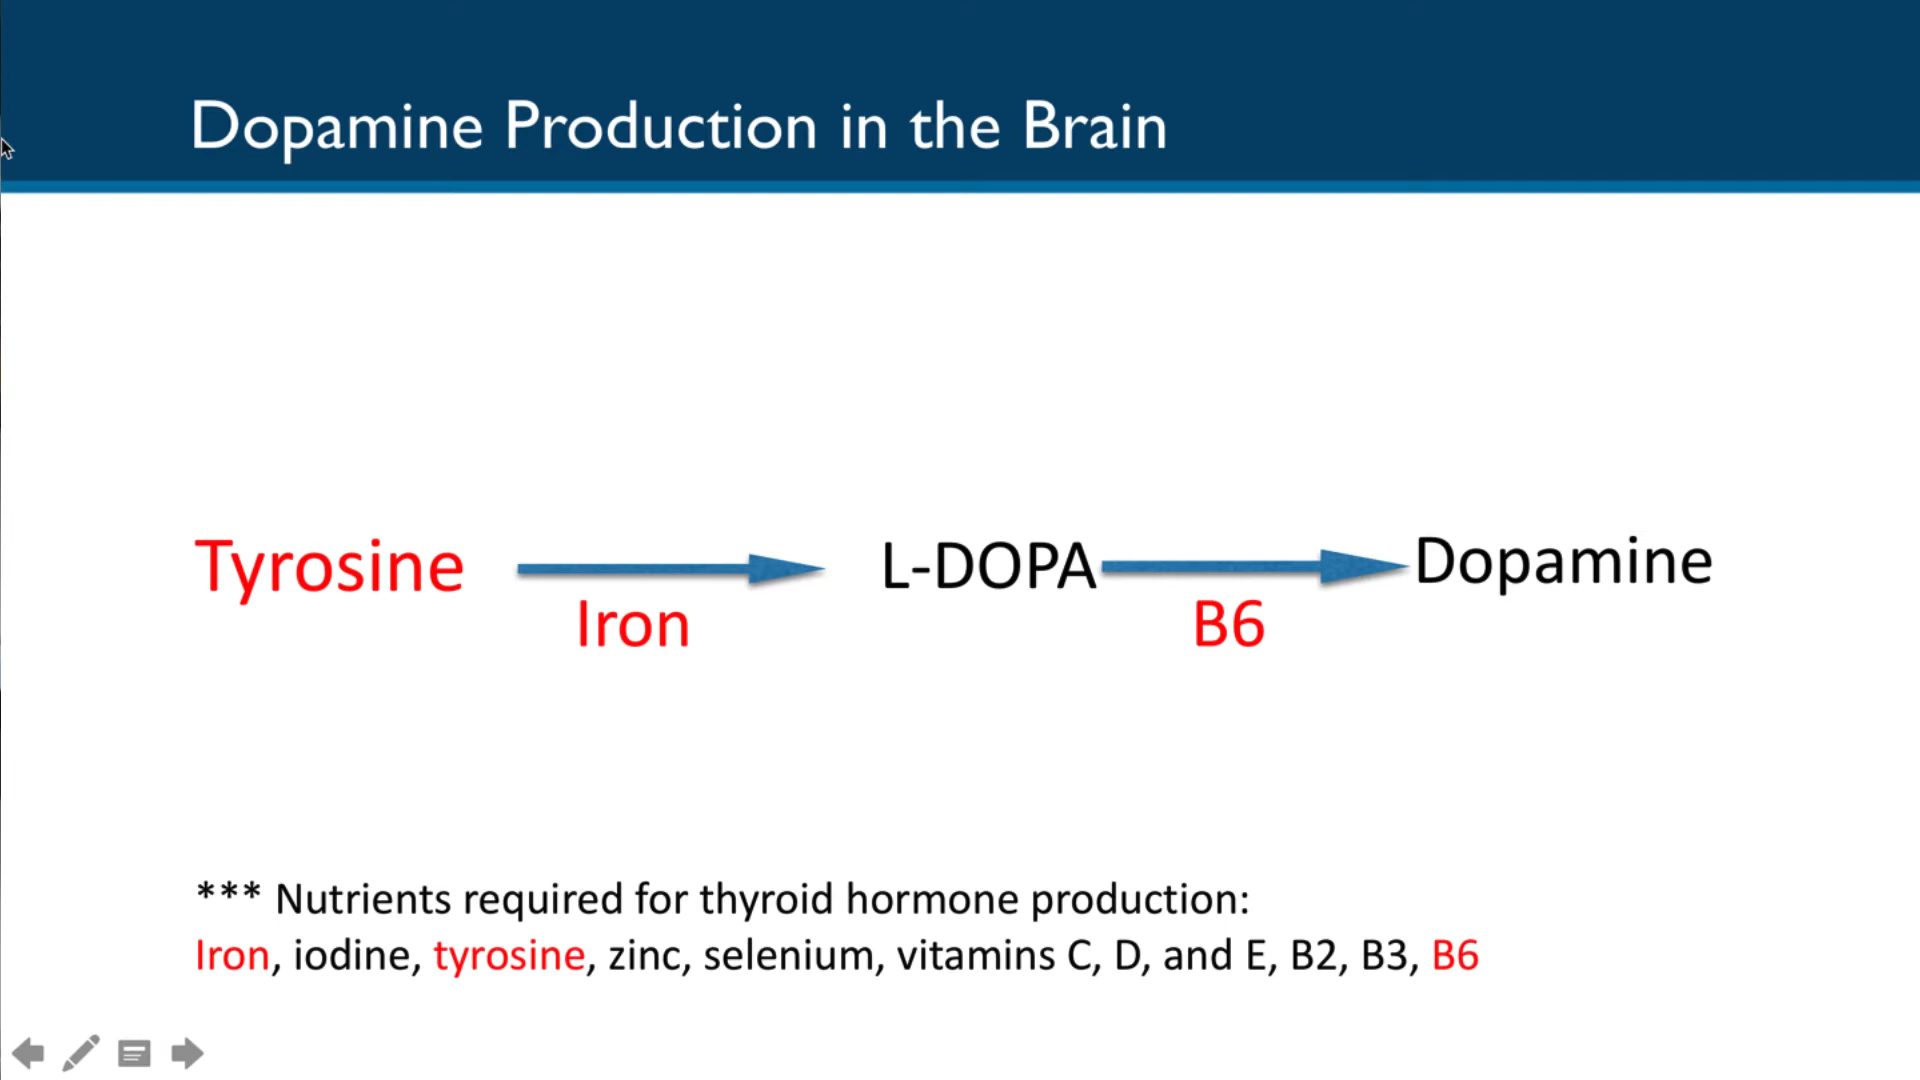 Dopamine Production in the Brain
Tyrosine L-DOPA Dopamine
Iron B6
*** Nutrients required for thyroid hormone production:
Iron, iodine, tyrosine, zinc, selenium, vitamins C, D, and E, B2, B3, B6